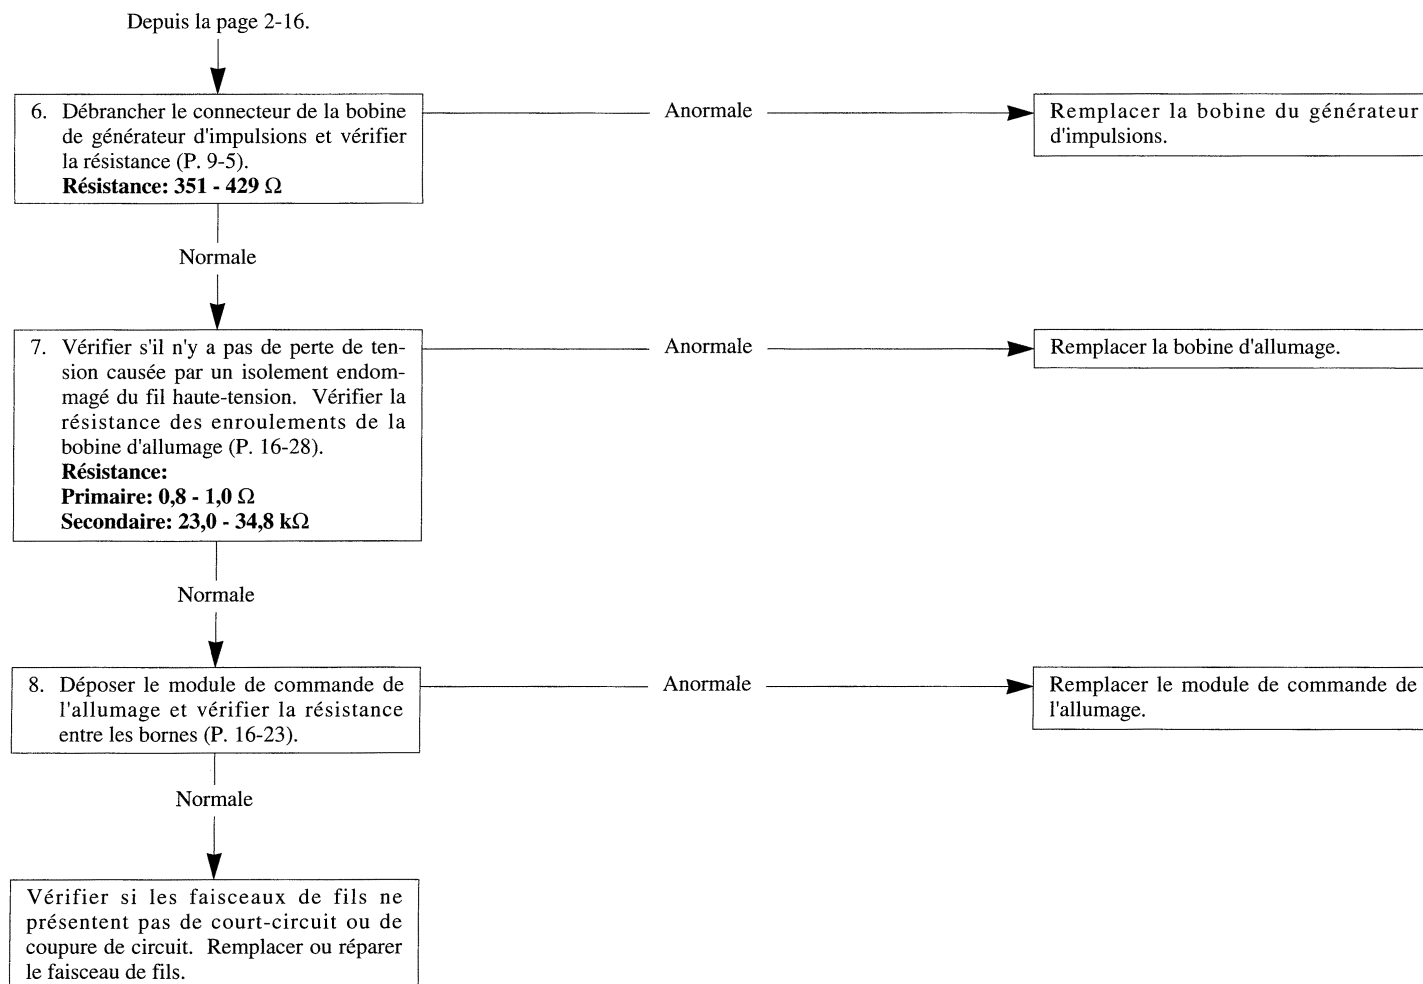 Depuis la page 2-16.
6. Débrancher le connecteur de la bobine
de générateur d'impulsions et vérifier
la résistance (P. 9-5).
Résistance: 351 - 429 Ω
Anormale
Remplacer la bobine du générateur
d'impulsions.
Normale
7. Vérifier s'il n'y a pas de perte de ten-
sion causée par un isolement endom-
magé du fil haute-tension. Vérifier la
résistance des enroulements de la
bobine d'allumage (P. 16-28).
Résistance:
Primaire: 0,8 - 1,0 Ω
Secondaire: 23,0 - 34,8 kΩ
Anormale
Remplacer la bobine d'allumage.
Normale
8. Déposer le module de commande de
l'allumage et vérifier la résistance
entre les bornes (P. 16-23).
Anormale
Remplacer le module de commande de
l'allumage.
Normale
Vérifier si les faisceaux de fils ne
présentent pas de court-circuit ou de
coupure de circuit. Remplacer ou réparer
le faisceau de fils.